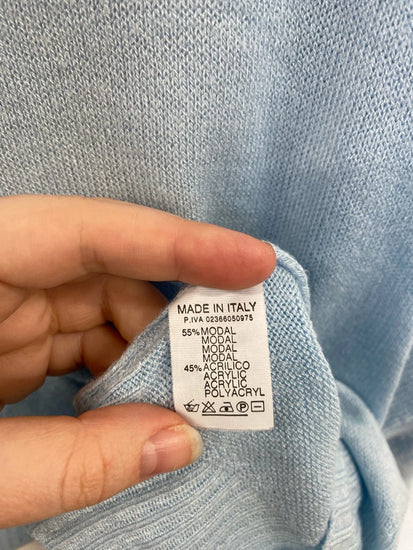 MADE IN ITALY
P.IVA 02366050975
55% MODAL
MODAL
MODAL
MODAL
45% ACRILICO
ACRYLIC
ACRYLIC
POLYACRYL